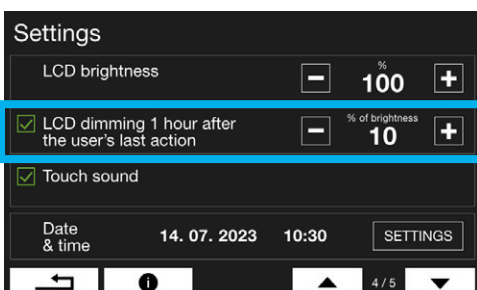 Settings
LCD brightness
%
− 100 +
LCD dimming 1 hour after
the user's last action
% of brightness
− 10 +
Touch sound
Date
& time
14. 07. 2023 10:30 SETTINGS
4 / 5